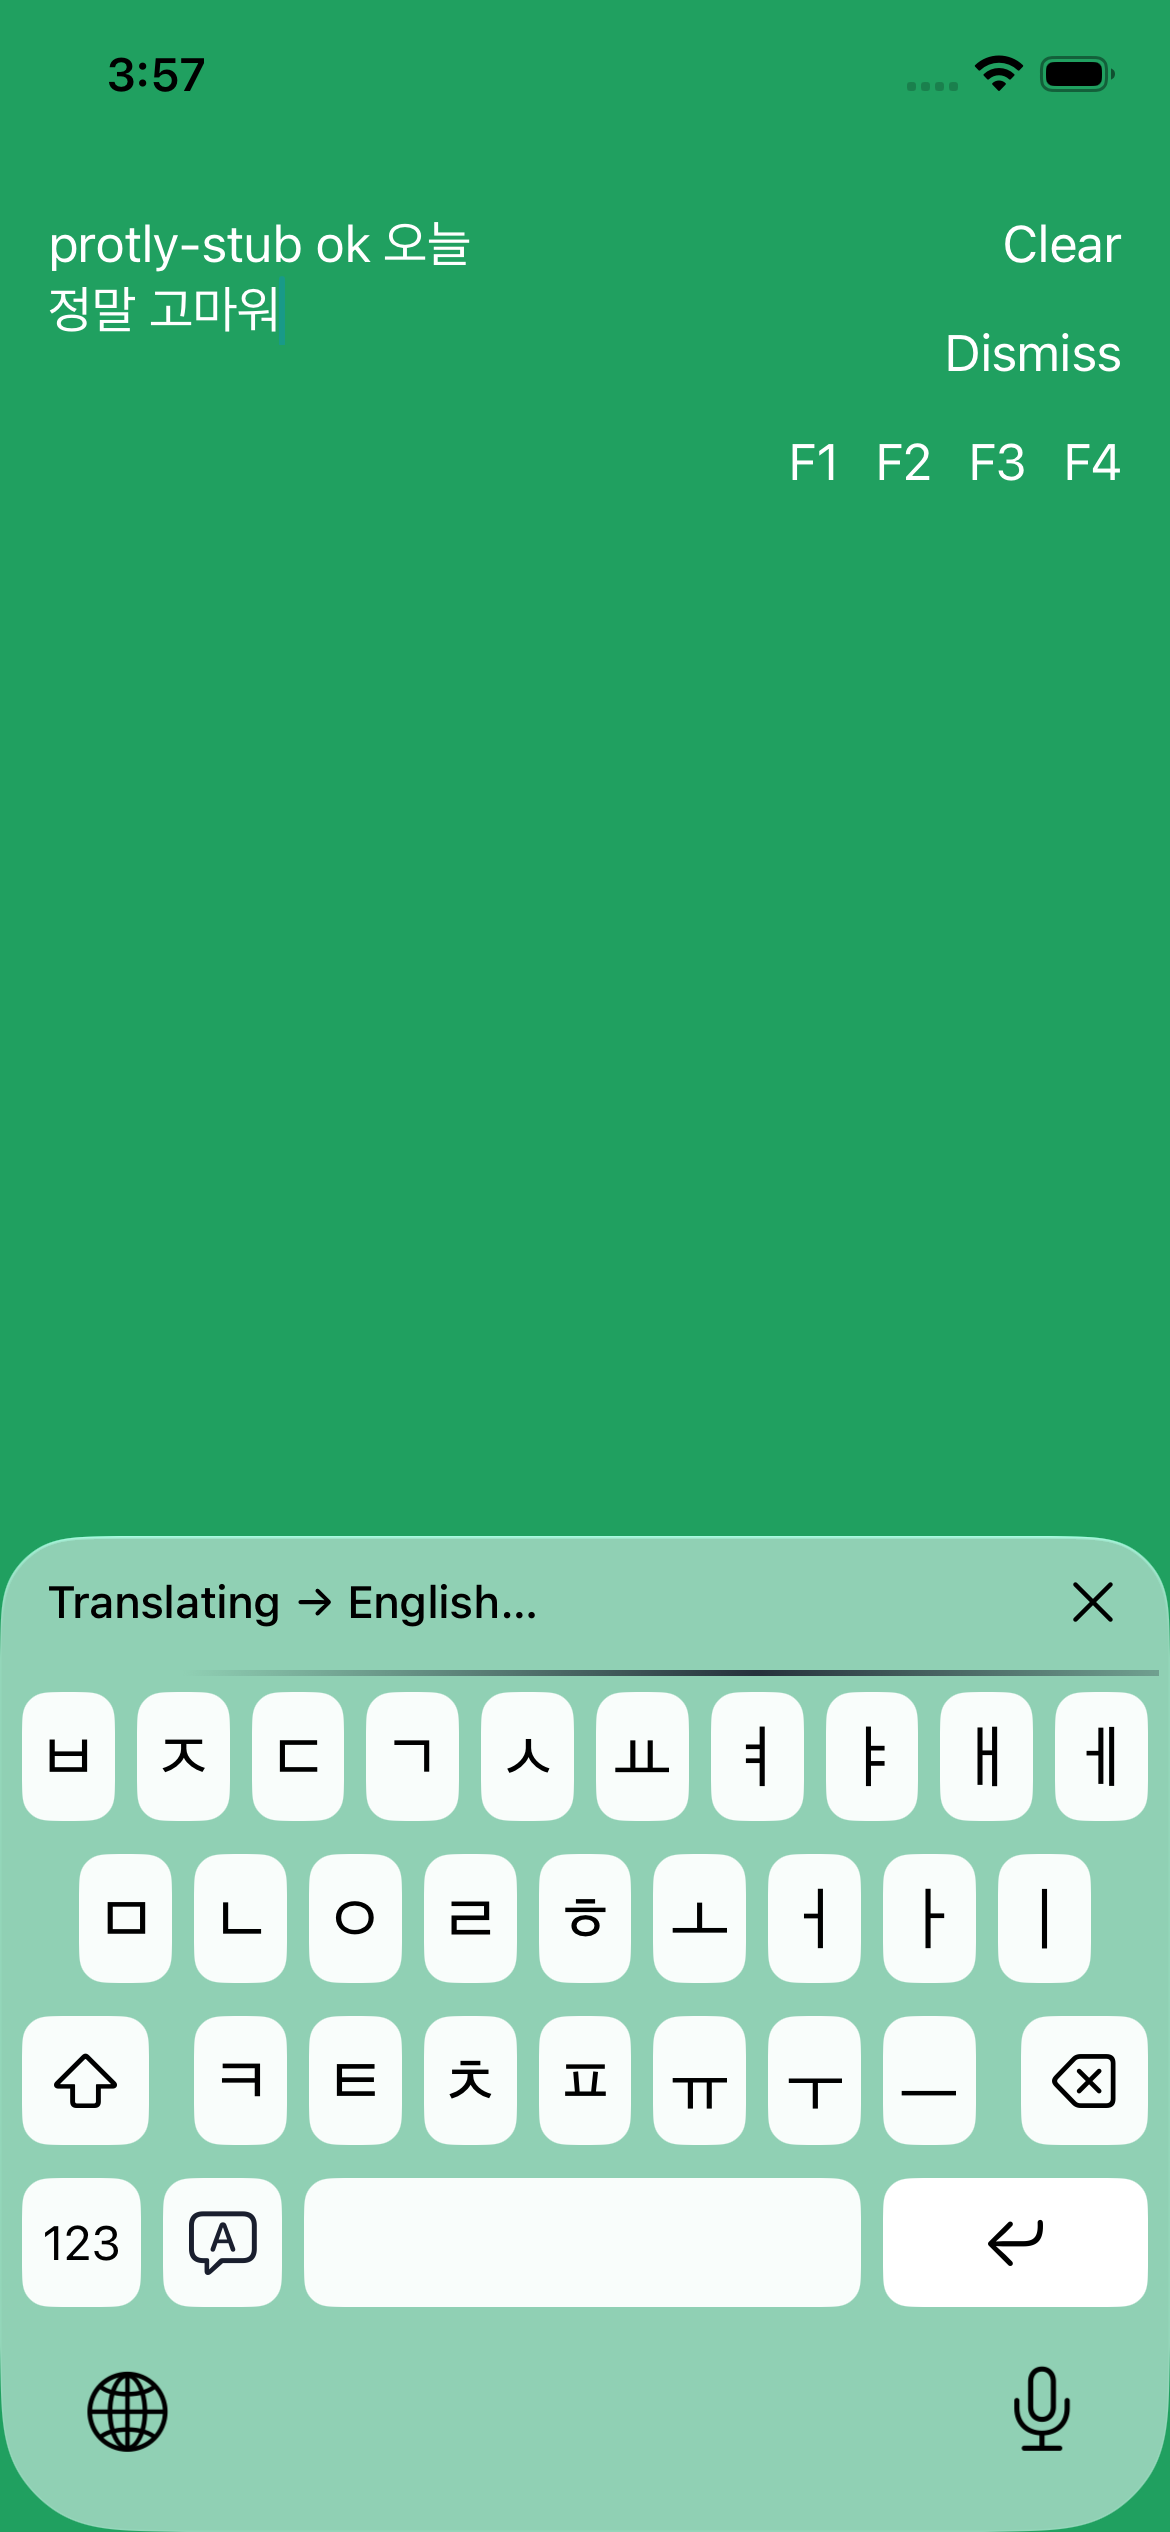 3:57
protly-stub ok 오늘
정말 고마워
Clear
Dismiss
F1 F2 F3 F4
Translating → English...
ㅂ ㅈ ㄷ ㄱ ㅅ ㅛ ㅕ ㅑ ㅐ ㅔ
ㅁ ㄴ ㅇ ㄹ ㅎ ㅗ ㅓ ㅏ ㅣ
ㅋ ㅌ ㅊ ㅍ ㅠ ㅜ ㅡ
123 A